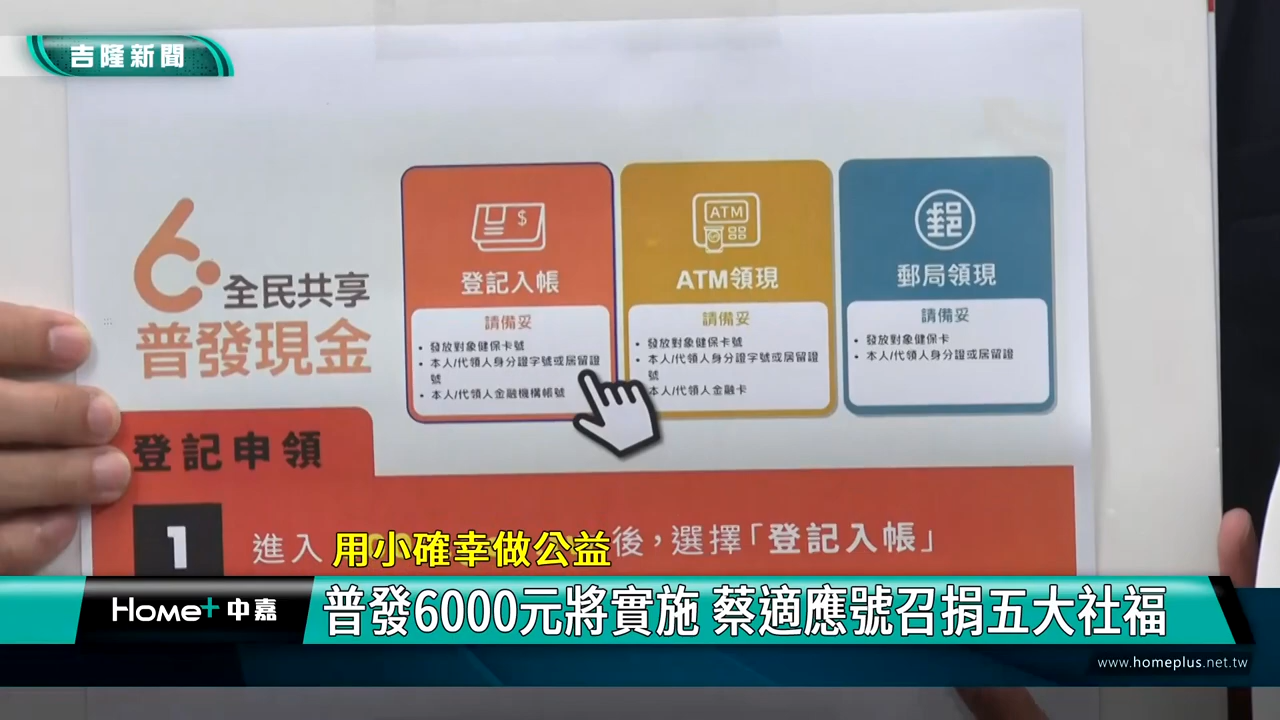 吉隆新聞
6
全民共享
普發現金
$
登記入帳
請備妥
• 發放對象健保卡號
• 本人/代領人身分證字號或居留證
號
• 本人/代領人金融機構帳號
ATM
ATM領現
請備妥
• 發放對象健保卡號
• 本人/代領人身分證字號或居留證
號
本人/代領人金融卡
郵
郵局領現
請備妥
• 發放對象健保卡
• 本人/代領人身分證或居留證
登記申領
1
進入
後，選擇「登記入帳」
用小確幸做公益
Home+中嘉
普發6000元將實施 蔡適應號召捐五大社福
www.homeplus.net.tw